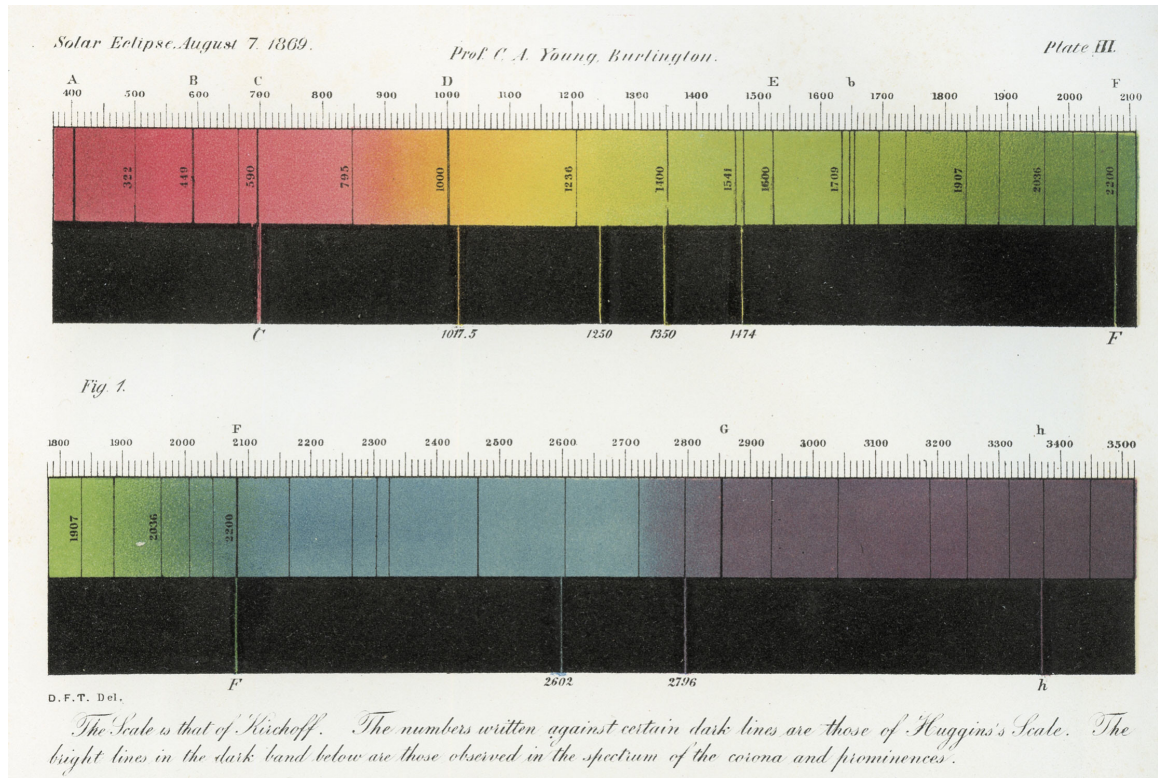 Solar Eclipse. August 7. 1869.
Prof. C. A. Young, Burlington.
Plate III.
A B C D E b F
400 500 600 700 800 900 1000 1100 1200 1300 1400 1500 1600 1700 1800 1900 2000 2100
322 449 590 795 1000 1236 1400 1541 1600 1709 1907 2036 2200
C 1017.5 1250 1350 1474 F
Fig. 1.
F G h
1800 1900 2000 2100 2200 2300 2400 2500 2600 2700 2800 2900 3000 3100 3200 3300 3400 3500
1907 2036 2200
F 2602 2796 h
D.F.T. Del.
The Scale is that of Kirchoff. The numbers written against certain dark lines are those of Huggins's Scale. The
bright lines in the dark band below are those observed in the spectrum of the corona and prominences.